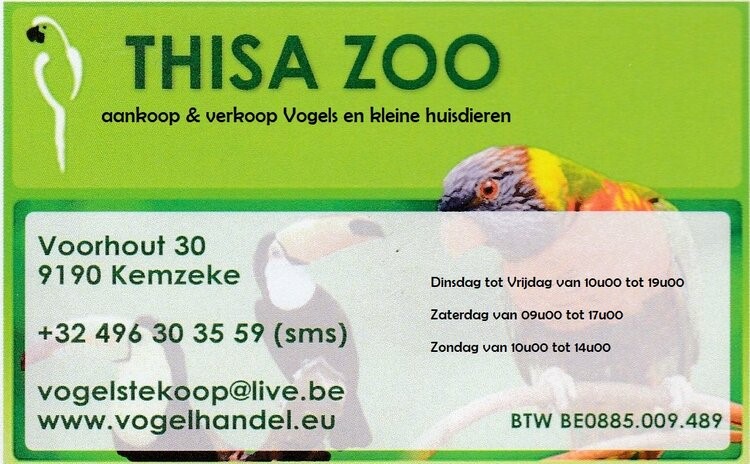 THISA ZOO
aankoop & verkoop Vogels en kleine huisdieren
Voorhout 30
9190 Kemzeke
+32 496 30 35 59 (sms)
vogelstekoop@live.be
www.vogelhandel.eu
Dinsdag tot Vrijdag van 10u00 tot 19u00
Zaterdag van 09u00 tot 17u00
Zondag van 10u00 tot 14u00
BTW BE0885.009.489